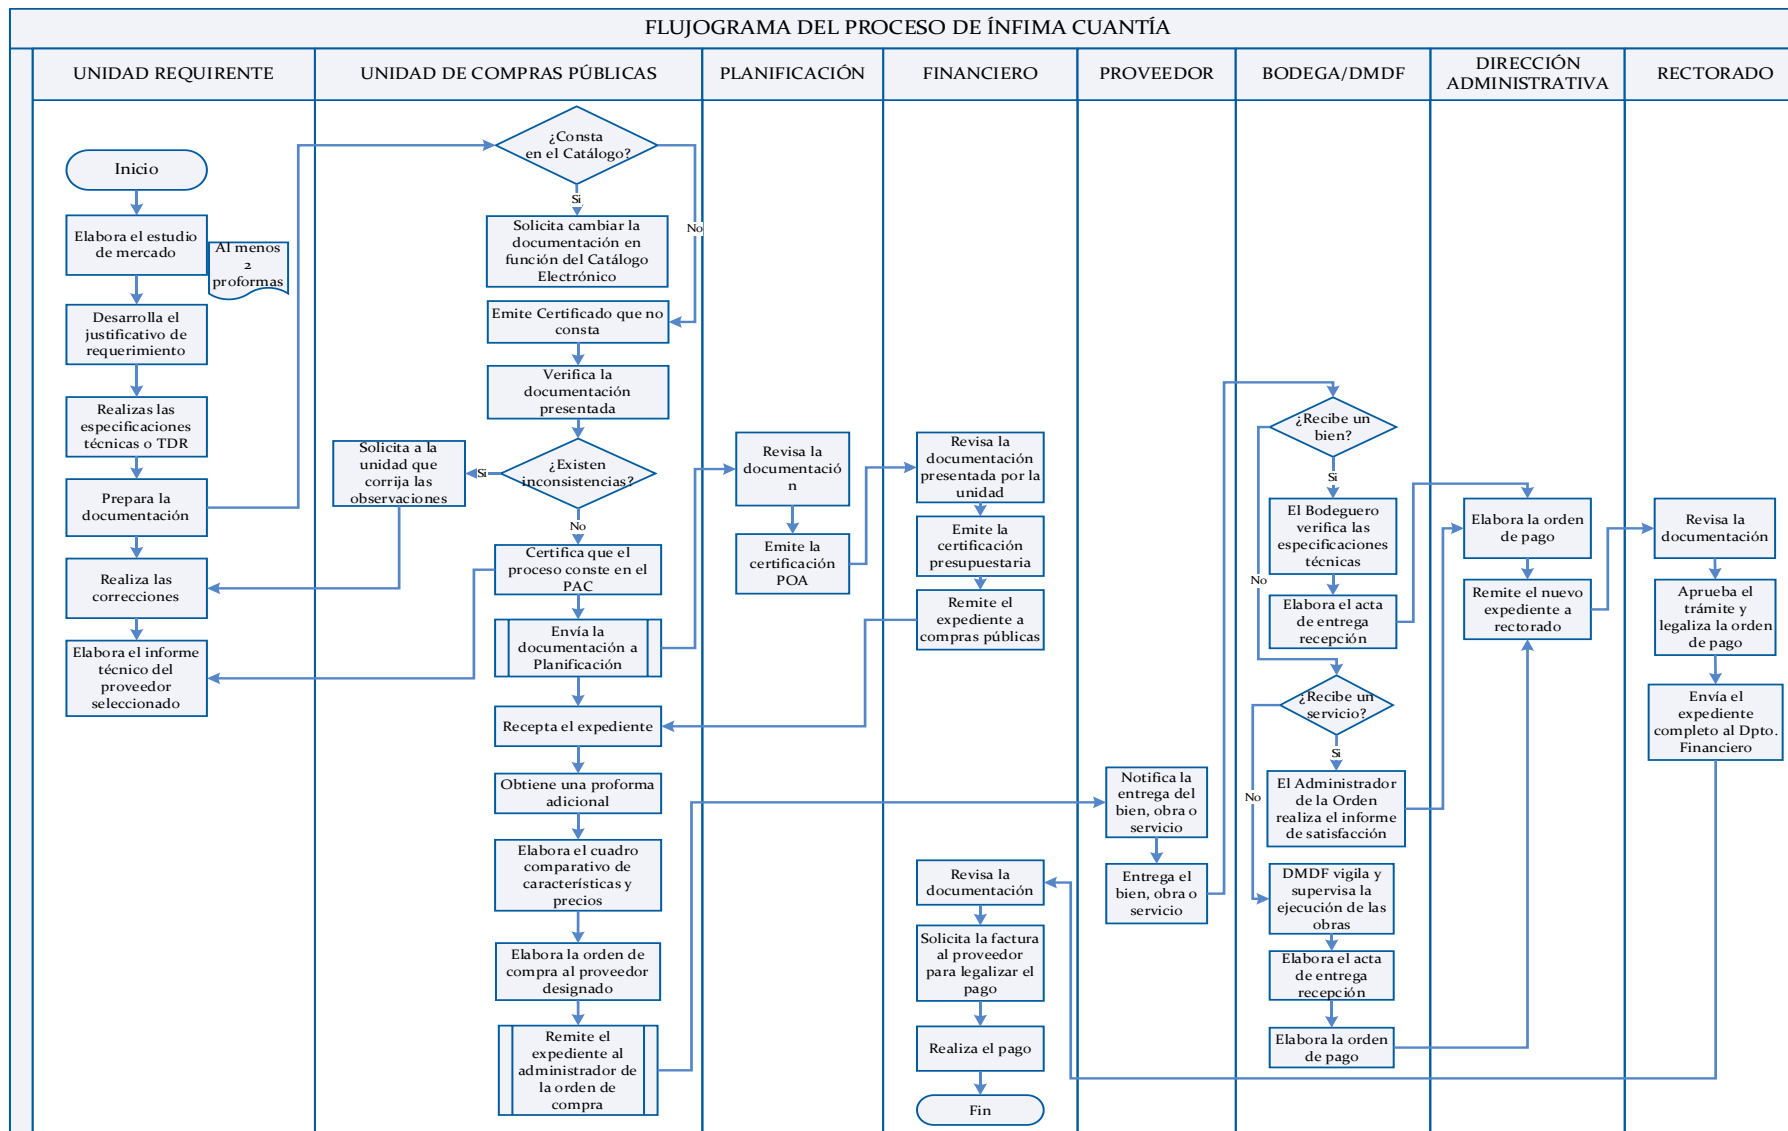 FLUJOGRAMA DEL PROCESO DE ÍNFIMA CUANTÍA
UNIDAD REQUIRENTE
UNIDAD DE COMPRAS PÚBLICAS
PLANIFICACIÓN
FINANCIERO
PROVEEDOR
BODEGA/DMDF
DIRECCIÓN
ADMINISTRATIVA
RECTORADO
Inicio
Elabora el estudio
de mercado
Al menos
2
proformas
Desarrolla el
justificativo de
requerimiento
Realizas las
especificaciones
técnicas o TDR
Prepara la
documentación
Realiza las
correcciones
Elabora el informe
técnico del
proveedor
seleccionado
¿Consta
en el Catálogo?
Si
No
Solicita cambiar la
documentación en
función del Catálogo
Electrónico
Emite Certificado que no
consta
Verifica la
documentación
presentada
¿Existen
inconsistencias?
Si
No
Solicita a la
unidad que
corrija las
observaciones
Certifica que el
proceso conste en el
PAC
Envía la
documentación a
Planificación
Recepta el expediente
Obtiene una proforma
adicional
Elabora el cuadro
comparativo de
características y
precios
Elabora la orden de
compra al proveedor
designado
Remite el
expediente al
administrador de
la orden de
compra
Revisa la
documentació
n
Emite la
certificación
POA
Revisa la
documentación
presentada por la
unidad
Emite la
certificación
presupuestaria
Remite el
expediente a
compras públicas
Revisa la
documentación
Solicita la factura
al proveedor
para legalizar el
pago
Realiza el pago
Fin
Notifica la
entrega del
bien, obra o
servicio
Entrega el
bien, obra o
servicio
¿Recibe un
bien?
Si
No
El Bodeguero
verifica las
especificaciones
técnicas
Elabora el acta
de entrega
recepción
¿Recibe un
servicio?
Si
No
El Administrador
de la Orden
realiza el informe
de satisfacción
DMDF vigila y
supervisa la
ejecución de las
obras
Elabora el acta
de entrega
recepción
Elabora la orden
de pago
Elabora la orden
de pago
Remite el nuevo
expediente a
rectorado
Revisa la
documentación
Aprueba el
trámite y
legaliza la orden
de pago
Envía el
expediente
completo al Dpto.
Financiero